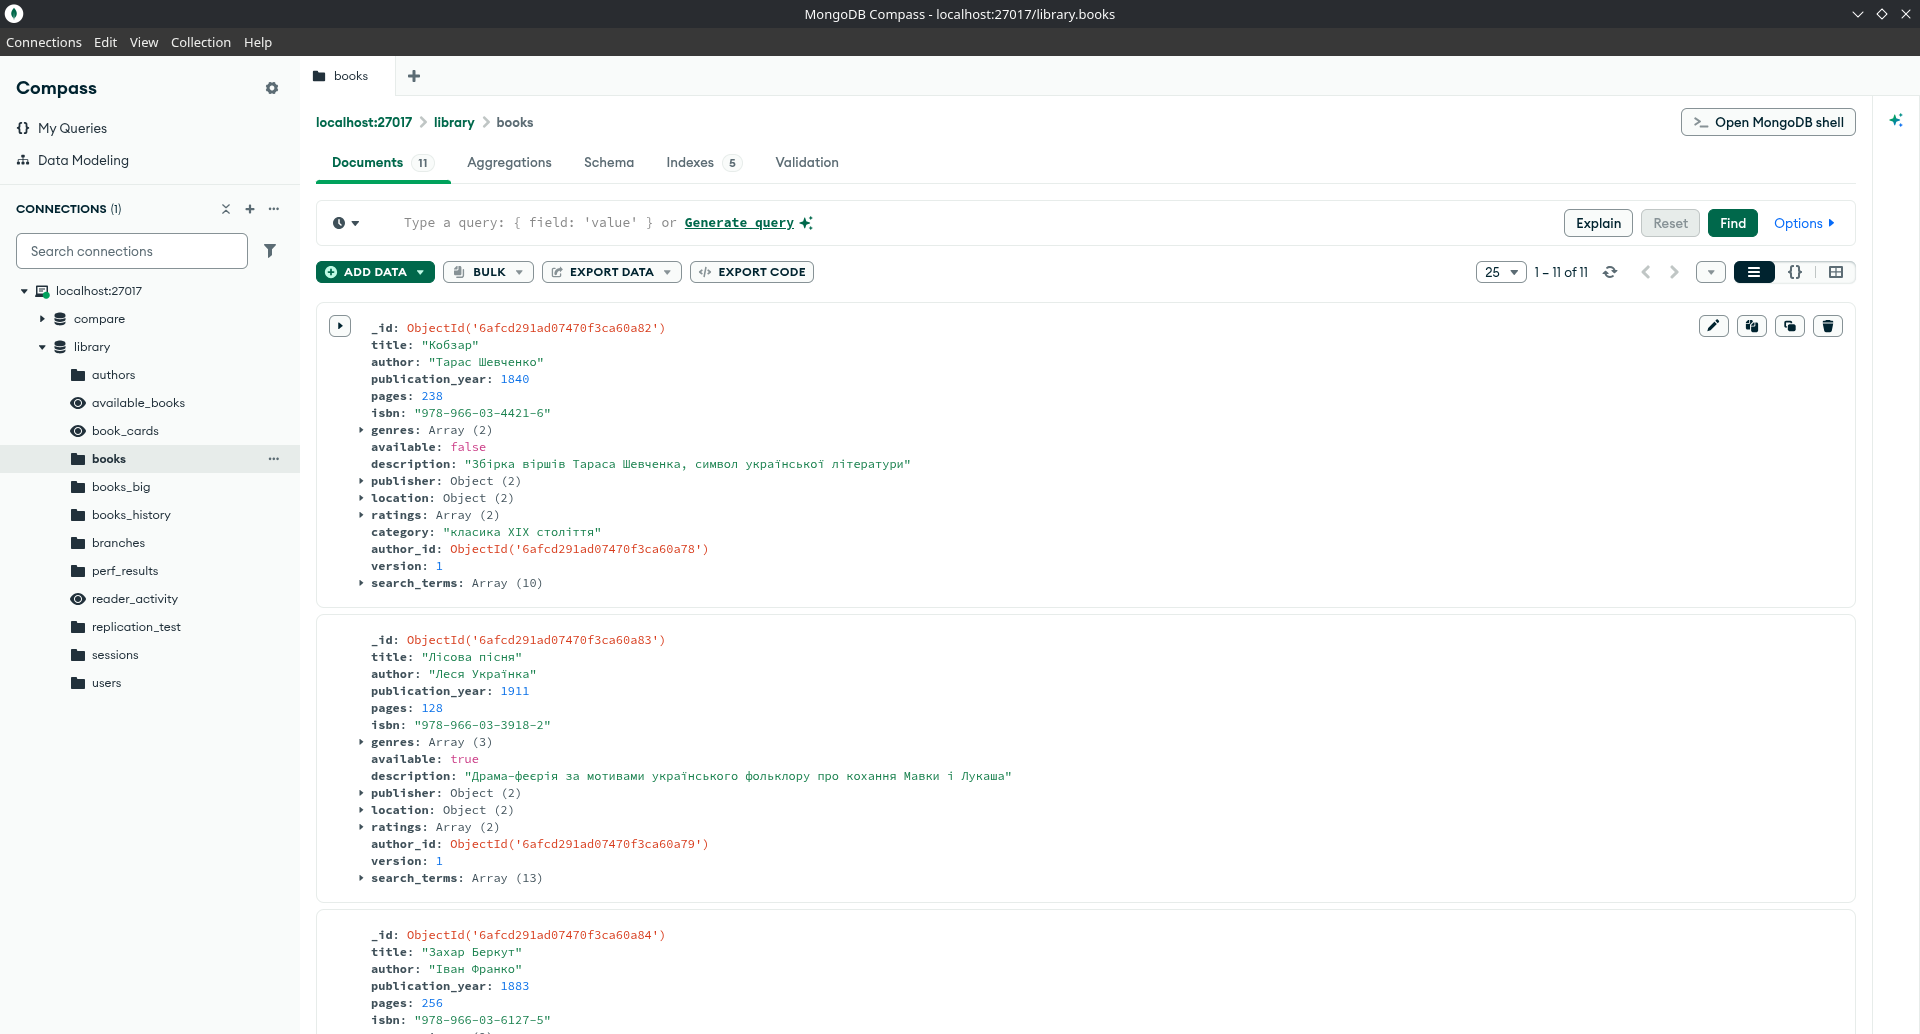 MongoDB Compass - localhost:27017/library.books
Connections Edit View Collection Help
Compass
My Queries
Data Modeling
CONNECTIONS (1)
Search connections
localhost:27017
compare
library
authors
available_books
book_cards
books
books_big
books_history
branches
perf_results
reader_activity
replication_test
sessions
users
books
localhost:27017 > library > books
>_ Open MongoDB shell
Documents 11 Aggregations Schema Indexes 5 Validation
Type a query: { field: 'value' } or Generate query
Explain Reset Find Options
ADD DATA BULK EXPORT DATA </> EXPORT CODE
25 1 – 11 of 11 {}
_id: ObjectId('6afcd291ad07470f3ca60a82')
title: "Кобзар"
author: "Тарас Шевченко"
publication_year: 1840
pages: 238
isbn: "978-966-03-4421-6"
genres: Array (2)
available: false
description: "Збірка віршів Тараса Шевченка, символ української літератури"
publisher: Object (2)
location: Object (2)
ratings: Array (2)
category: "класика XIX століття"
author_id: ObjectId('6afcd291ad07470f3ca60a78')
version: 1
search_terms: Array (10)
_id: ObjectId('6afcd291ad07470f3ca60a83')
title: "Лісова пісня"
author: "Леся Українка"
publication_year: 1911
pages: 128
isbn: "978-966-03-3918-2"
genres: Array (3)
available: true
description: "Драма-феєрія за мотивами українського фольклору про кохання Мавки і Лукаша"
publisher: Object (2)
location: Object (2)
ratings: Array (2)
author_id: ObjectId('6afcd291ad07470f3ca60a79')
version: 1
search_terms: Array (13)
_id: ObjectId('6afcd291ad07470f3ca60a84')
title: "Захар Беркут"
author: "Іван Франко"
publication_year: 1883
pages: 256
isbn: "978-966-03-6127-5"